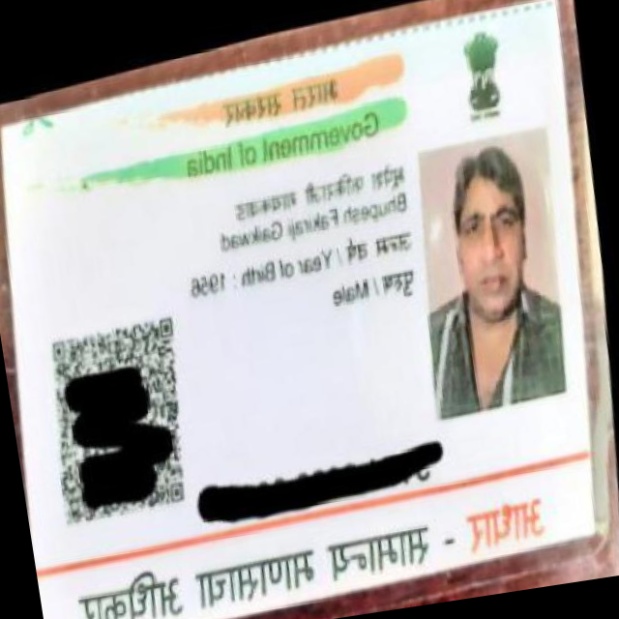 भारत सरकार
Government of India
भुपेश फकिराजी गायकवाड
Bhupesh Fakiraji Gaikwad
जन्म वर्ष / Year of Birth : 1956
पुरुष / Male
आधार - सामान्य माणसाचा अधिकार